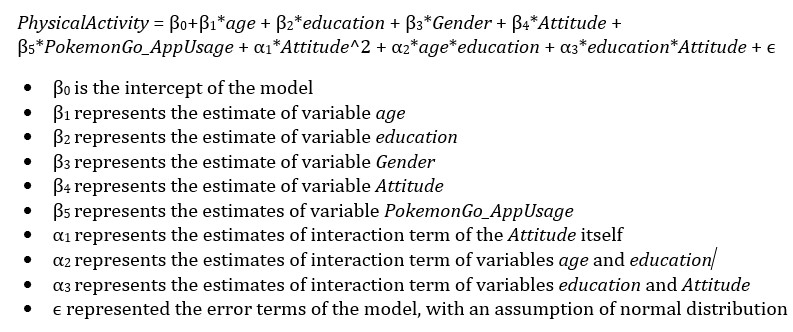 PhysicalActivity = β₀+β₁*age + β₂*education + β₃*Gender + β₄*Attitude +
β₅*PokemonGo_AppUsage + α₁*Attitude^2 + α₂*age*education + α₃*education*Attitude + ϵ
• β₀ is the intercept of the model
• β₁ represents the estimate of variable age
• β₂ represents the estimate of variable education
• β₃ represents the estimate of variable Gender
• β₄ represents the estimate of variable Attitude
• β₅ represents the estimates of variable PokemonGo_AppUsage
• α₁ represents the estimates of interaction term of the Attitude itself
• α₂ represents the estimates of interaction term of variables age and education/
• α₃ represents the estimates of interaction term of variables education and Attitude
• ϵ represented the error terms of the model, with an assumption of normal distribution